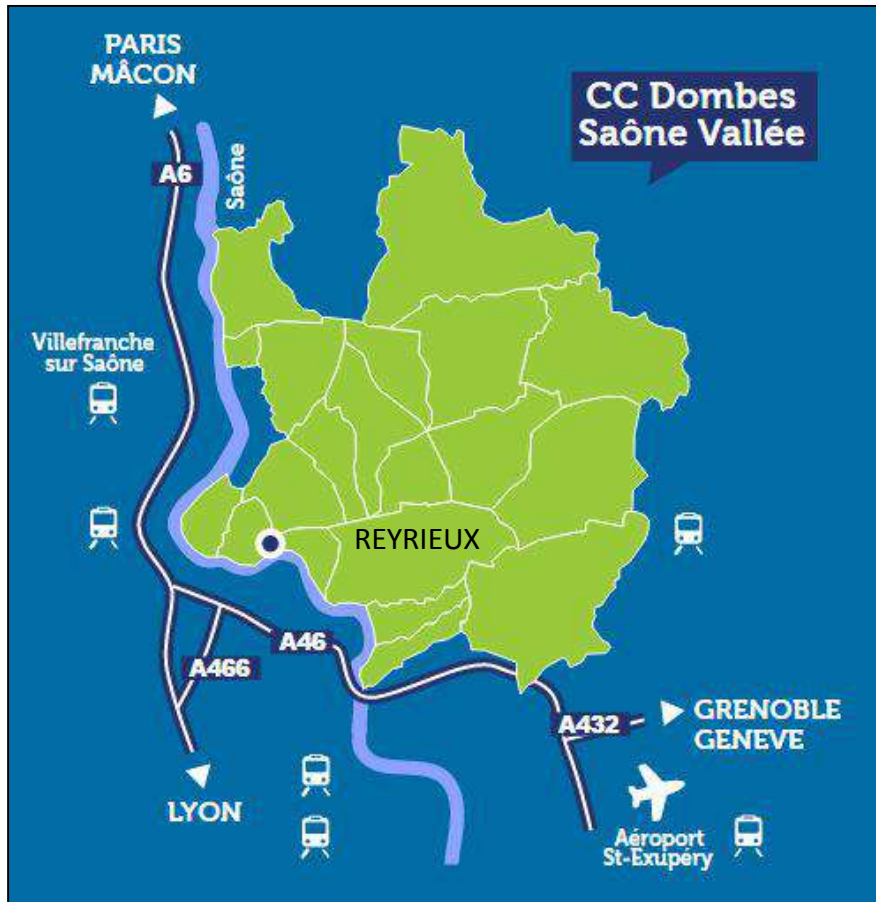 PARIS
MÂCON
CC Dombes
Saône Vallée
A6
Saône
Villefranche
sur Saône
REYRIEUX
A46
A466
A432
GRENOBLE
GENEVE
LYON
Aéroport
St-Exupéry